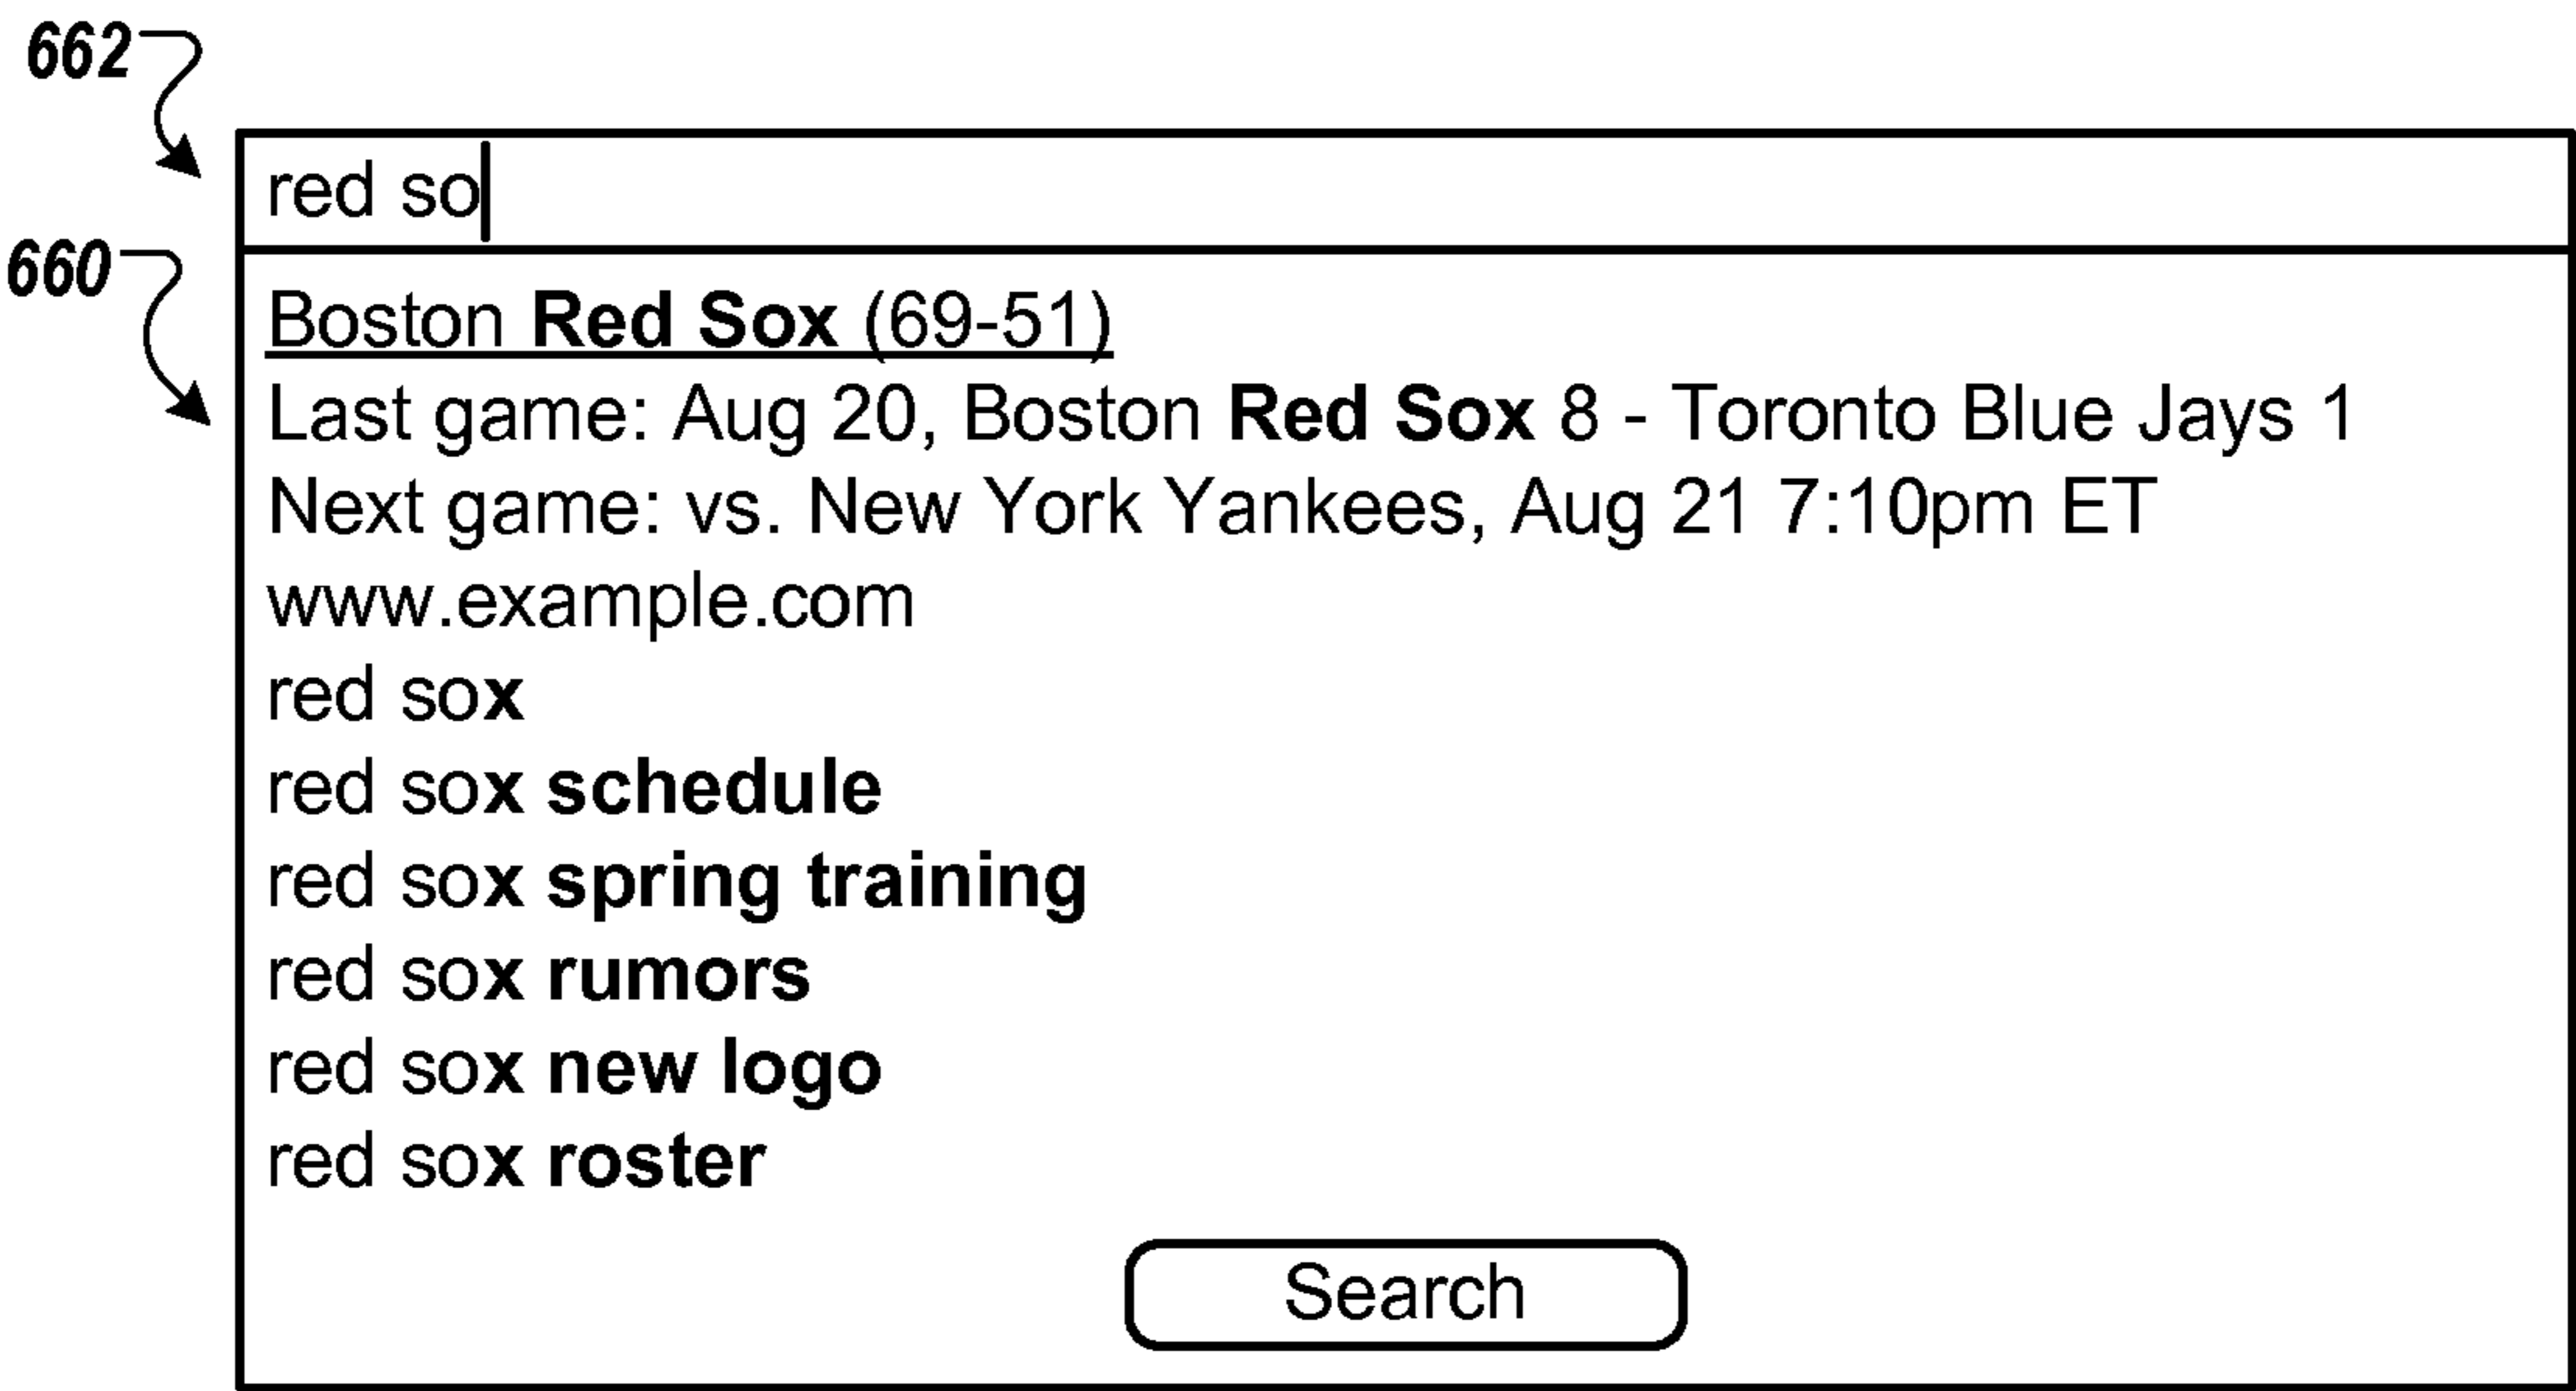 662
red so
660
Boston Red Sox (69-51)
Last game: Aug 20, Boston Red Sox 8 - Toronto Blue Jays 1
Next game: vs. New York Yankees, Aug 21 7:10pm ET
www.example.com
red sox
red sox schedule
red sox spring training
red sox rumors
red sox new logo
red sox roster
Search